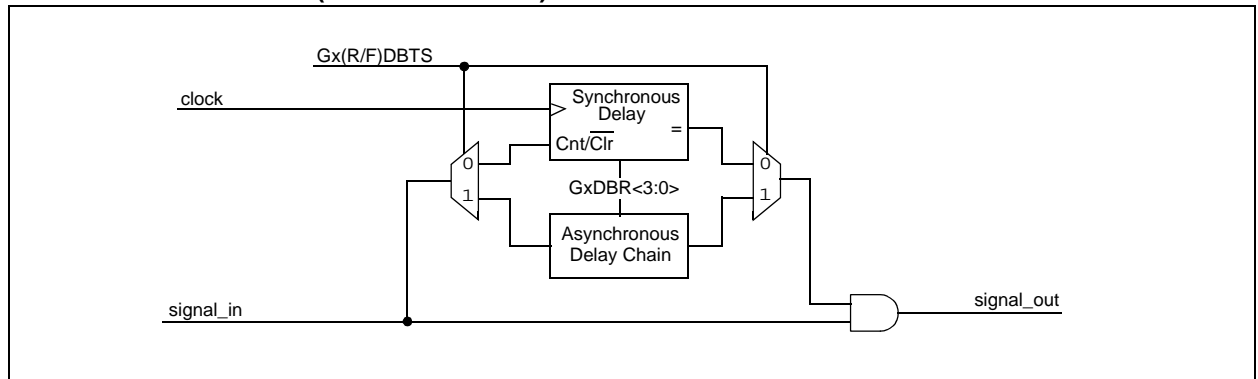 Gx(R/F)DBTS
clock
Synchronous
Delay
=
Cnt/Clr
0
0
GxDBR<3:0>
1
1
Asynchronous
Delay Chain
signal_in
signal_out